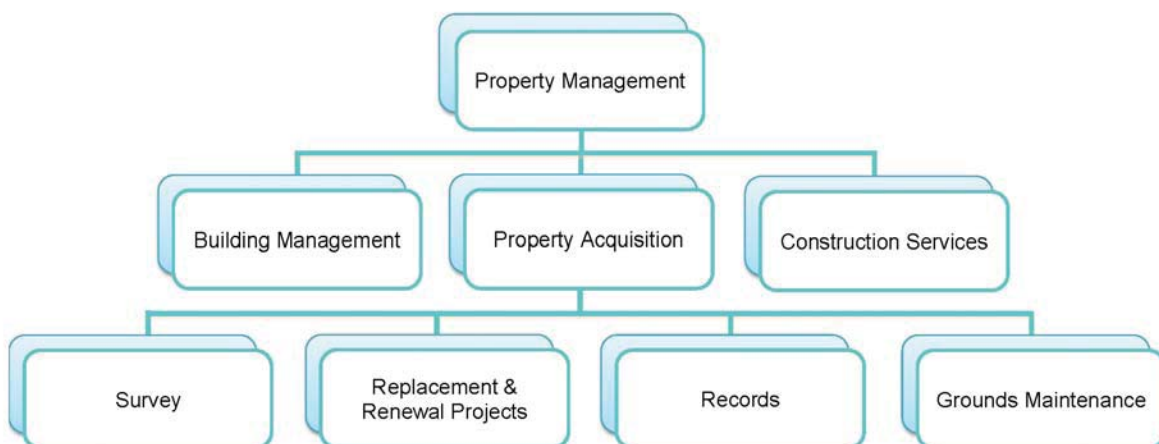 Property Management
Building Management
Property Acquisition
Construction Services
Survey
Replacement &
Renewal Projects
Records
Grounds Maintenance